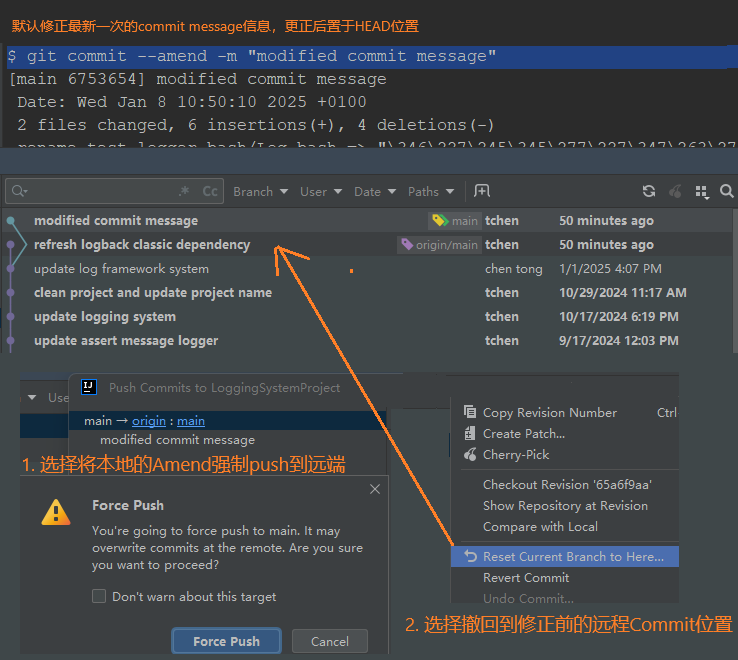 默认修正最新一次的commit message信息，更正后置于HEAD位置
$ git commit --amend -m "modified commit message"
[main 6753654] modified commit message
Date: Wed Jan 8 10:50:10 2025 +0100
2 files changed, 6 insertions(+), 4 deletions(-)
Cc Branch User Date Paths
modified commit message main tchen 50 minutes ago
refresh logback classic dependency origin/main tchen 50 minutes ago
update log framework system chen tong 1/1/2025 4:07 PM
clean project and update project name tchen 10/29/2024 11:17 AM
update logging system tchen 10/17/2024 6:19 PM
update assert message logger tchen 9/17/2024 12:03 PM
Use
Push Commits to LoggingSystemProject
main → origin : main
modified commit message
1. 选择将本地的Amend强制push到远端
Force Push
You're going to force push to main. It may
overwrite commits at the remote. Are you sure
you want to proceed?
Don't warn about this target
Force Push Cancel
Copy Revision Number Ctrl
Create Patch...
Cherry-Pick
Checkout Revision '65a6f9aa'
Show Repository at Revision
Compare with Local
Reset Current Branch to Here...
Revert Commit
Undo Commit...
2. 选择撤回到修正前的远程Commit位置